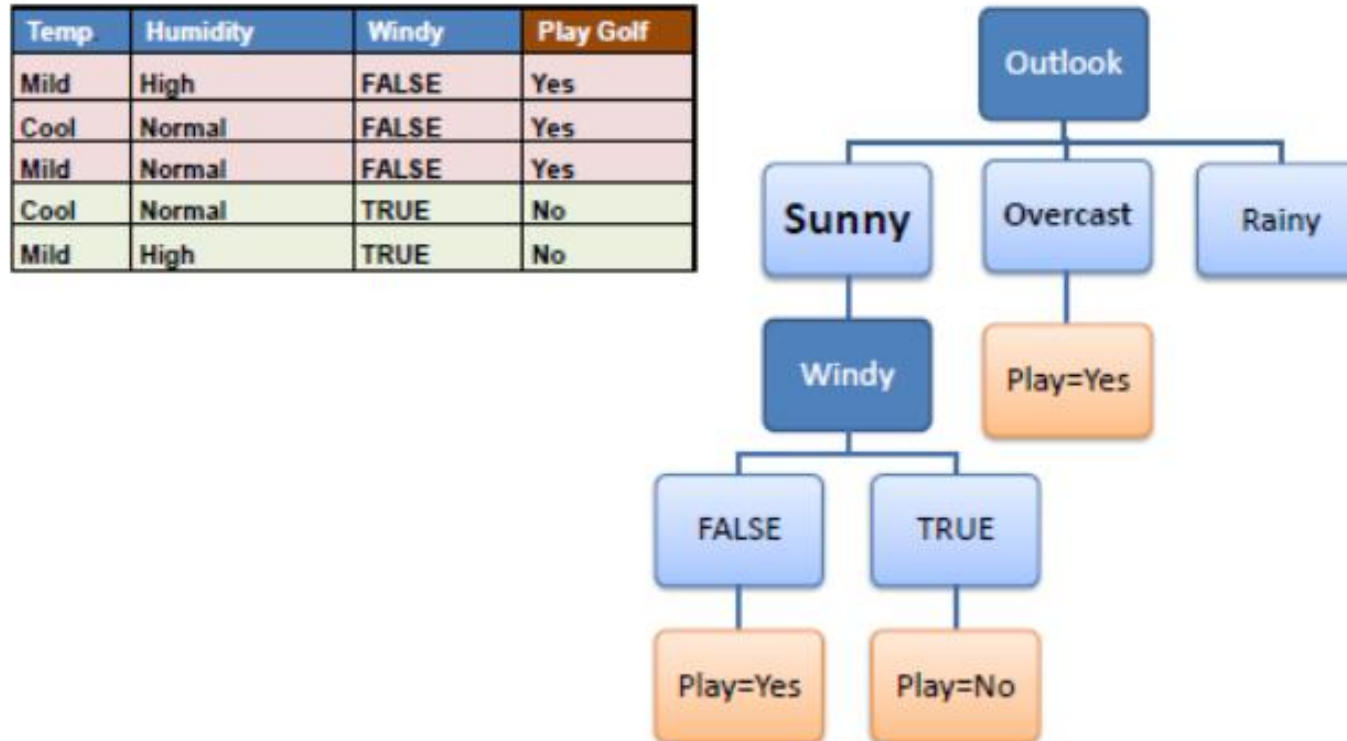 Temp. Humidity Windy Play Golf
Mild High FALSE Yes
Cool Normal FALSE Yes
Mild Normal FALSE Yes
Cool Normal TRUE No
Mild High TRUE No
Outlook
Sunny Overcast Rainy
Windy Play=Yes
FALSE TRUE
Play=Yes Play=No